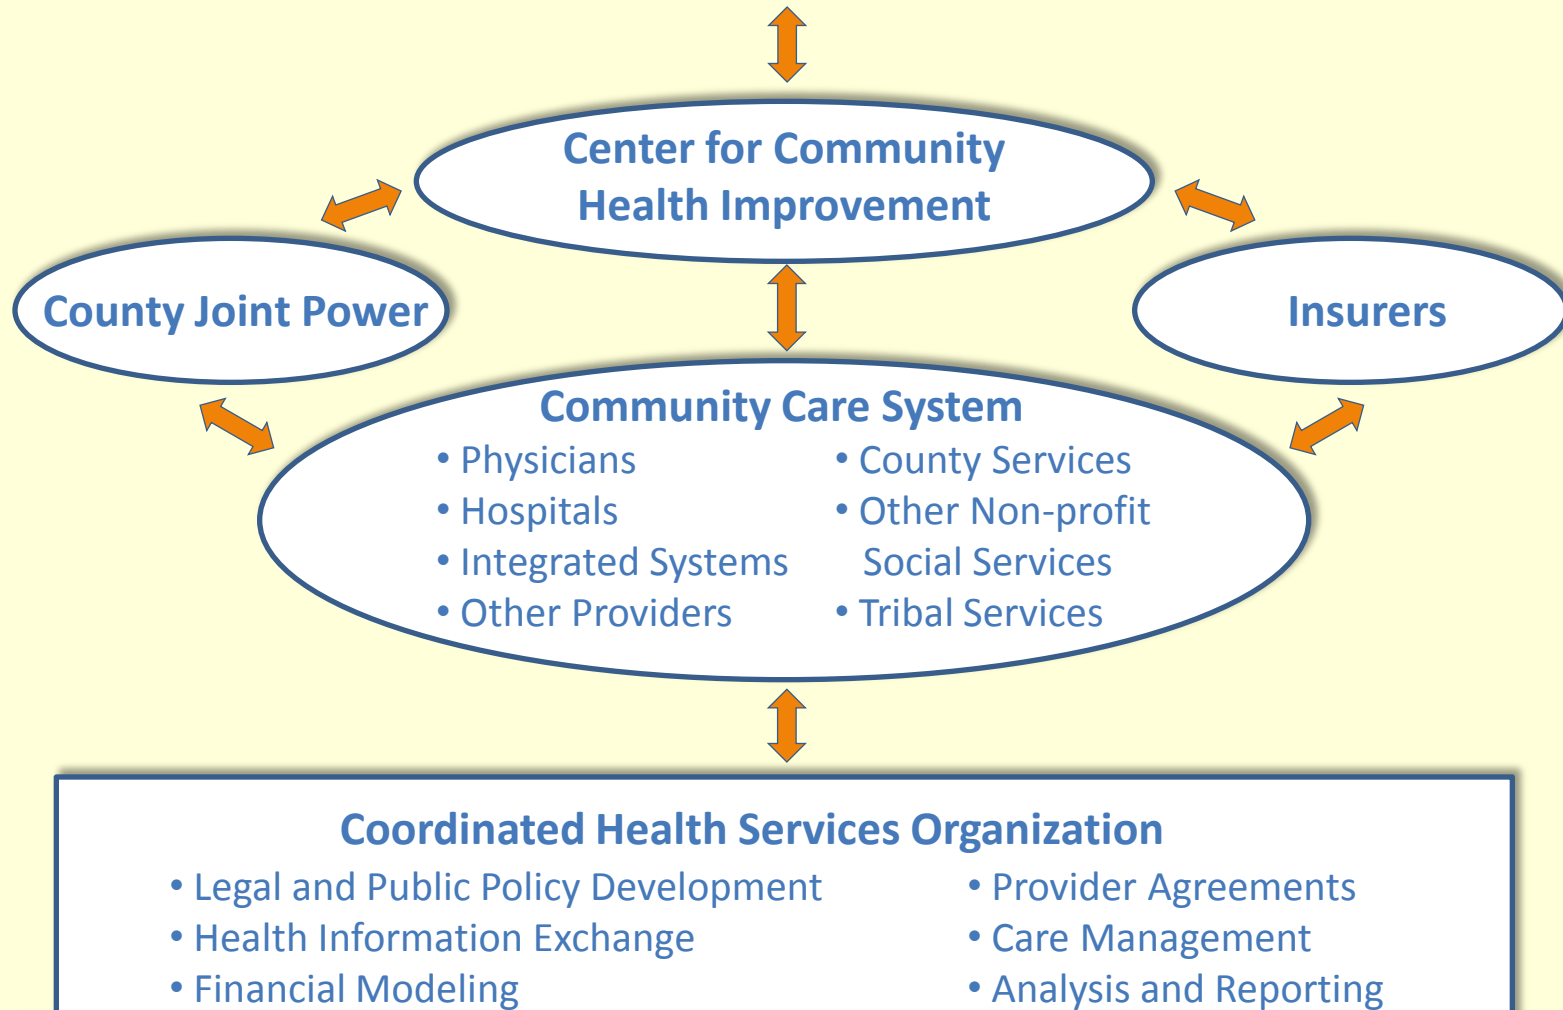 Center for Community
Health Improvement
County Joint Power
Insurers
Community Care System
• Physicians
• Hospitals
• Integrated Systems
• Other Providers
• County Services
• Other Non-profit
Social Services
• Tribal Services
Coordinated Health Services Organization
• Legal and Public Policy Development
• Health Information Exchange
• Financial Modeling
• Provider Agreements
• Care Management
• Analysis and Reporting